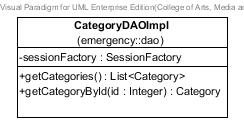 Visual Paradigm for UML Enterprise Edition(College of Arts, Media a
CategoryDAOImpl
(emergency::dao)
-sessionFactory : SessionFactory
+getCategories() : List<Category>
+getCategoryById(id : Integer) : Category